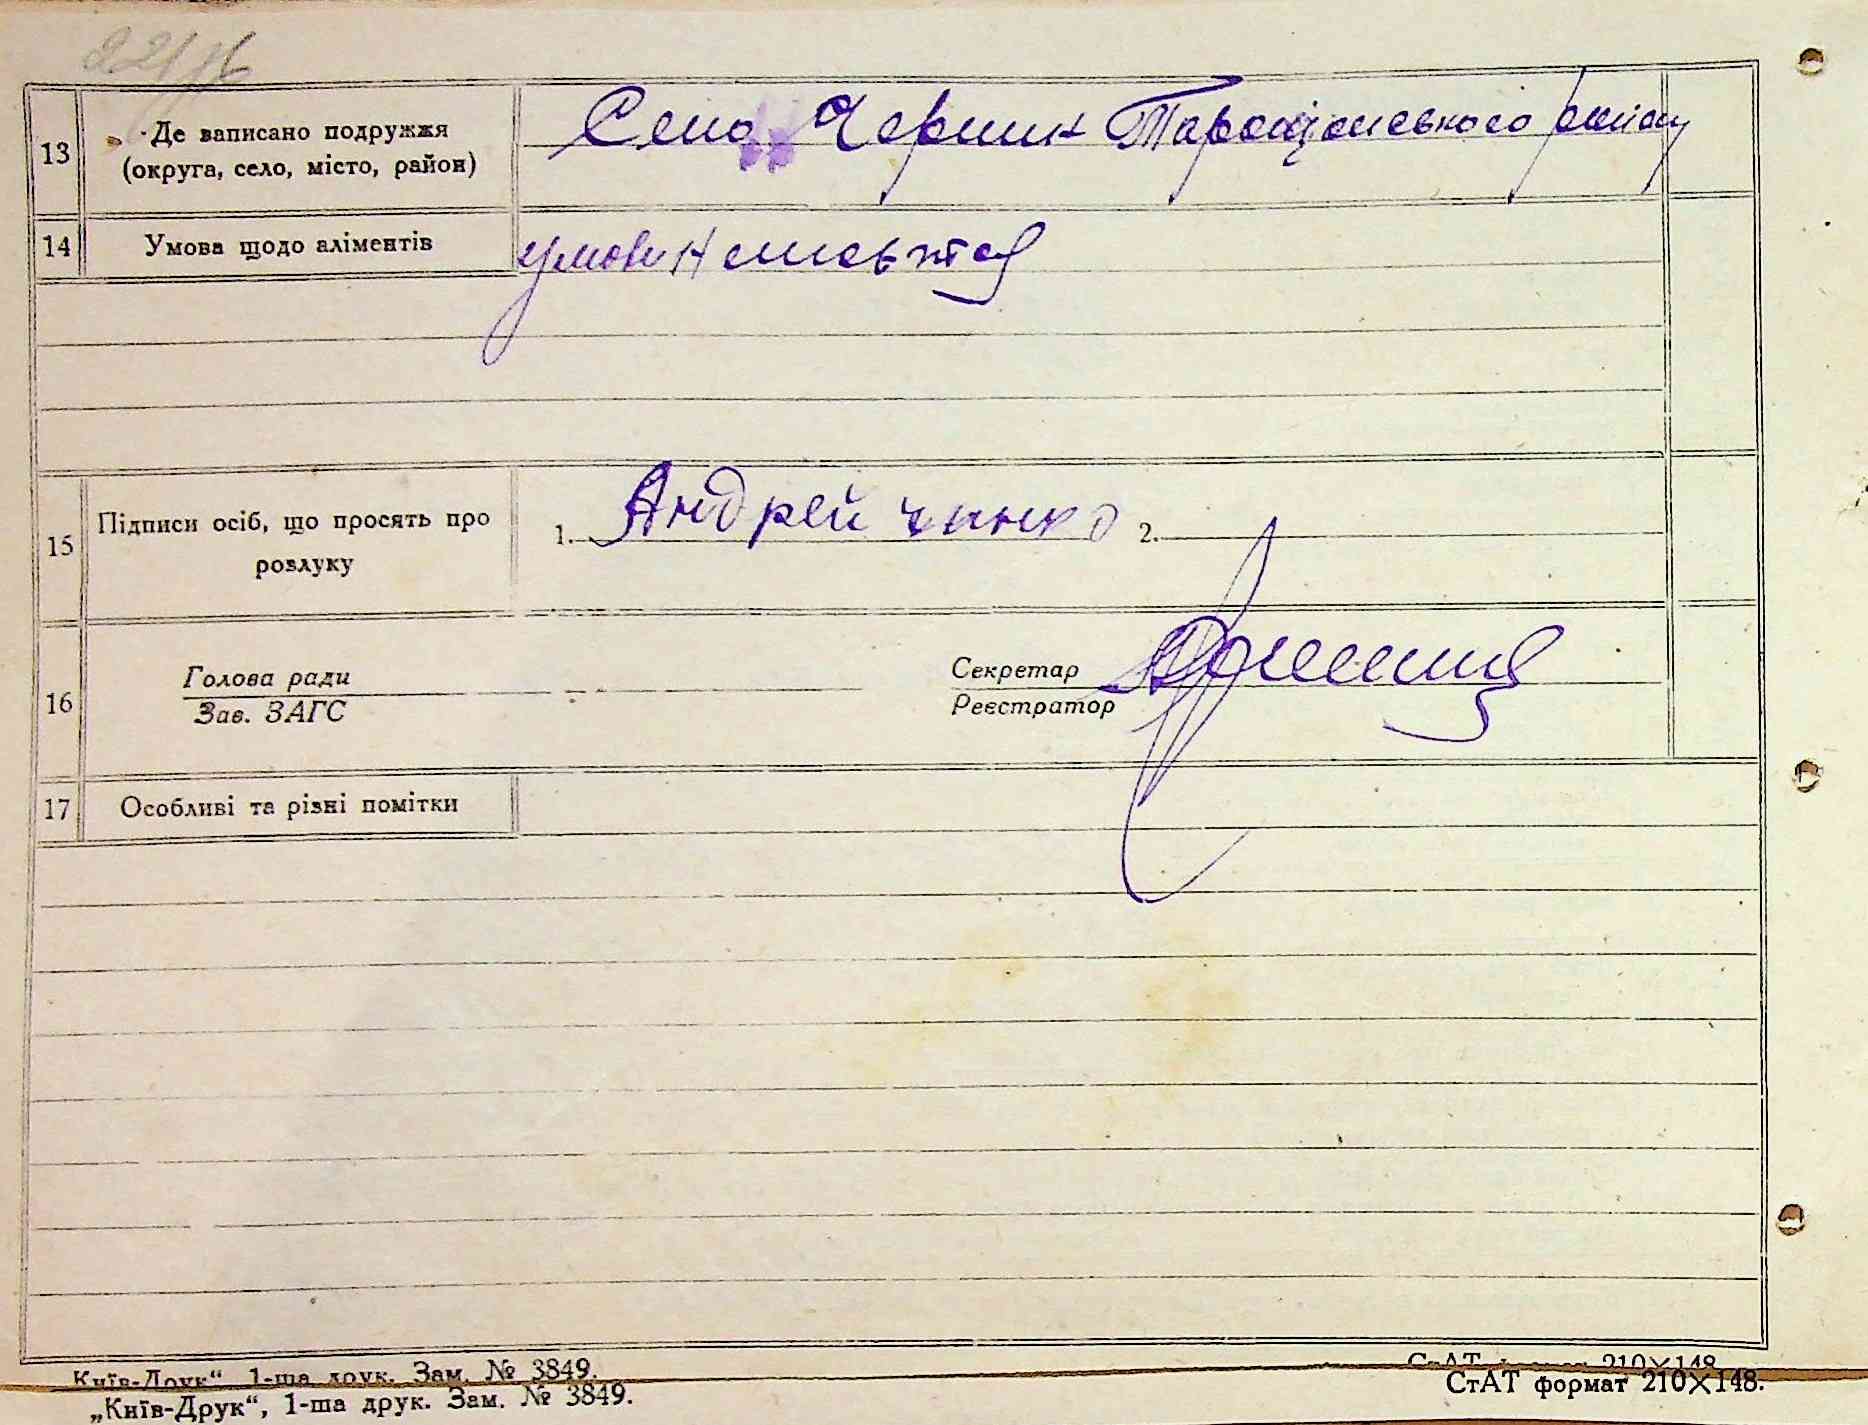 13 Де записано подружжя
(округа, село, місто, район)
Село Черпин Таращанського району
14 Умова щодо аліментів
умови
15 Підписи осіб, що просять про
розлуку
1. Андрейчинко 2.
16 Голова ради
Зав. ЗАГС
Секретар
Реєстратор
17 Особливі та різні помітки
Київ-Друк“ 1-ша друк. Зам. № 3849.
СтАТ формат 210×148
„Київ-Друк“, 1-ша друк. Зам. № 3849.
СтАТ формат 210×148.